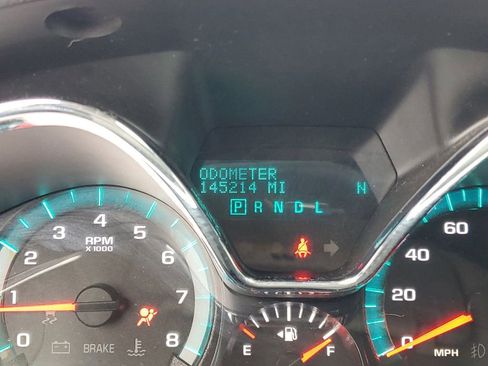 ODOMETER
145214 MI N
P R N D L
0 1 2 3 4 5 6 7 8
RPM
X 1000
BRAKE
E F
0 20 40 60
MPH